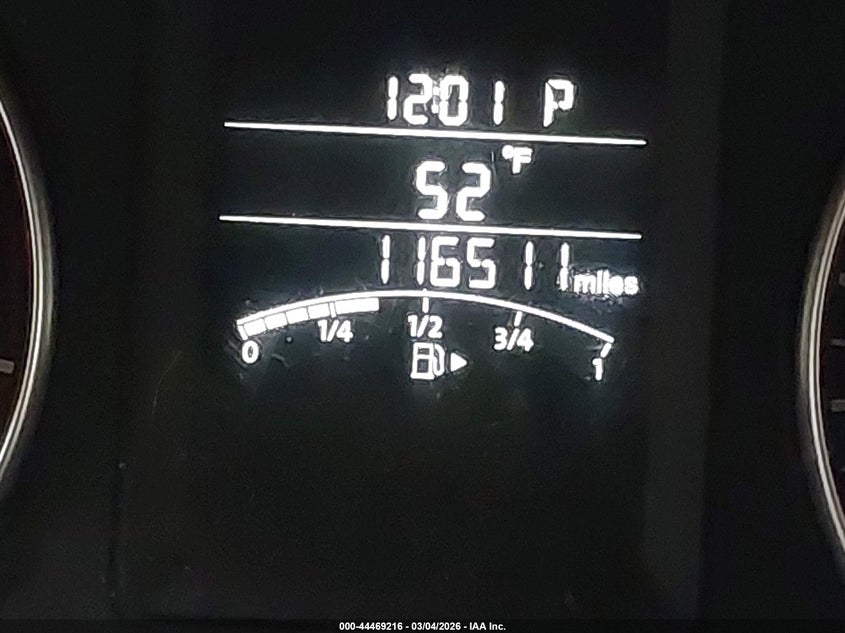 12:01 P
52 °F
116511 miles
0 1/4 1/2 3/4 1
000-44469216 - 03/04/2026 - IAA Inc.